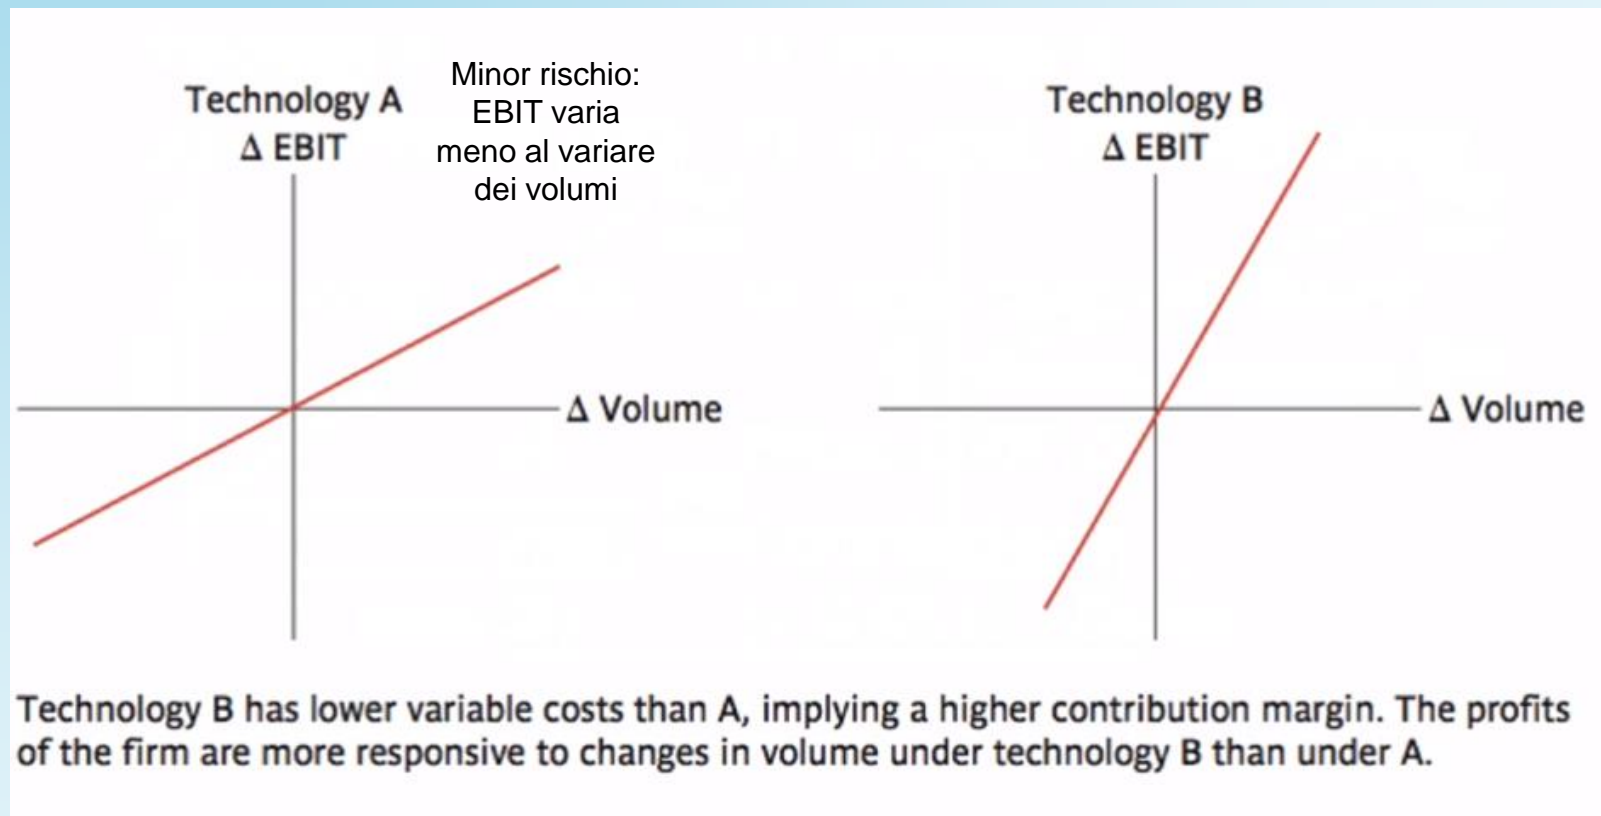 Technology A
Δ EBIT
Minor rischio:
EBIT varia
meno al variare
dei volumi
Δ Volume
Technology B
Δ EBIT
Δ Volume
Technology B has lower variable costs than A, implying a higher contribution margin. The profits
of the firm are more responsive to changes in volume under technology B than under A.